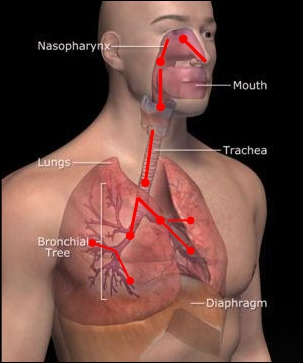 Nasopharynx
Mouth
Trachea
Lungs
Bronchial
Tree
Diaphragm